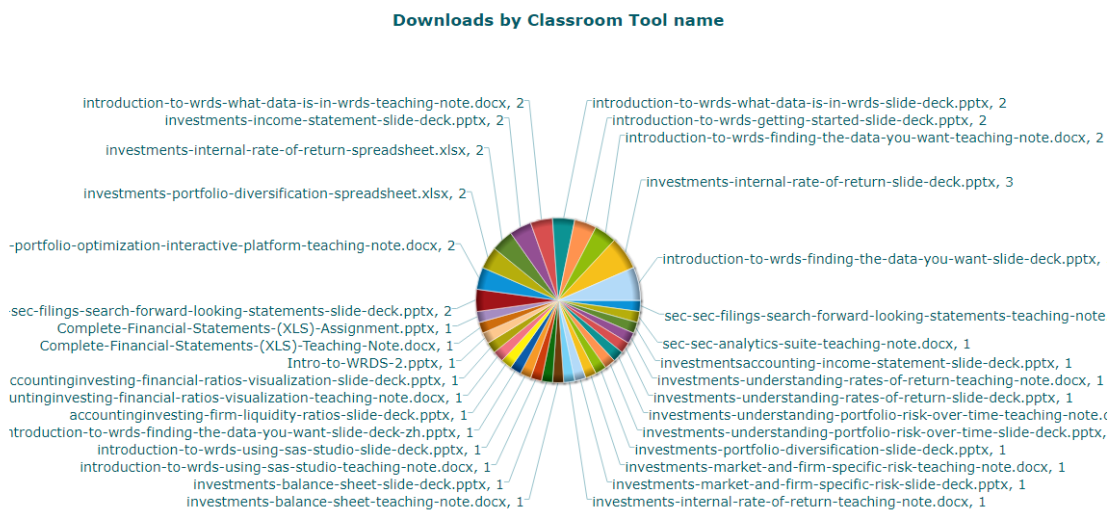 Downloads by Classroom Tool name
introduction-to-wrds-what-data-is-in-wrds-teaching-note.docx, 2
investments-income-statement-slide-deck.pptx, 2
investments-internal-rate-of-return-spreadsheet.xlsx, 2
investments-portfolio-diversification-spreadsheet.xlsx, 2
-portfolio-optimization-interactive-platform-teaching-note.docx, 2
-sec-filings-search-forward-looking-statements-slide-deck.pptx, 2
Complete-Financial-Statements-(XLS)-Assignment.pptx, 1
Complete-Financial-Statements-(XLS)-Teaching-Note.docx, 1
Intro-to-WRDS-2.pptx, 1
accountinginvesting-financial-ratios-visualization-slide-deck.pptx, 1
untinginvesting-financial-ratios-visualization-teaching-note.docx, 1
accountinginvesting-firm-liquidity-ratios-slide-deck.pptx, 1
ntroduction-to-wrds-finding-the-data-you-want-slide-deck-zh.pptx, 1
introduction-to-wrds-using-sas-studio-slide-deck.pptx, 1
introduction-to-wrds-using-sas-studio-teaching-note.docx, 1
investments-balance-sheet-slide-deck.pptx, 1
investments-balance-sheet-teaching-note.docx, 1
introduction-to-wrds-what-data-is-in-wrds-slide-deck.pptx, 2
introduction-to-wrds-getting-started-slide-deck.pptx, 2
introduction-to-wrds-finding-the-data-you-want-teaching-note.docx, 2
investments-internal-rate-of-return-slide-deck.pptx, 3
introduction-to-wrds-finding-the-data-you-want-slide-deck.pptx,
sec-sec-filings-search-forward-looking-statements-teaching-note
sec-sec-analytics-suite-teaching-note.docx, 1
investmentsaccounting-income-statement-slide-deck.pptx, 1
investments-understanding-rates-of-return-teaching-note.docx, 1
investments-understanding-rates-of-return-slide-deck.pptx, 1
investments-understanding-portfolio-risk-over-time-teaching-note.c
investments-understanding-portfolio-risk-over-time-slide-deck.pptx,
investments-portfolio-diversification-slide-deck.pptx, 1
investments-market-and-firm-specific-risk-teaching-note.docx, 1
investments-market-and-firm-specific-risk-slide-deck.pptx, 1
investments-internal-rate-of-return-teaching-note.docx, 1